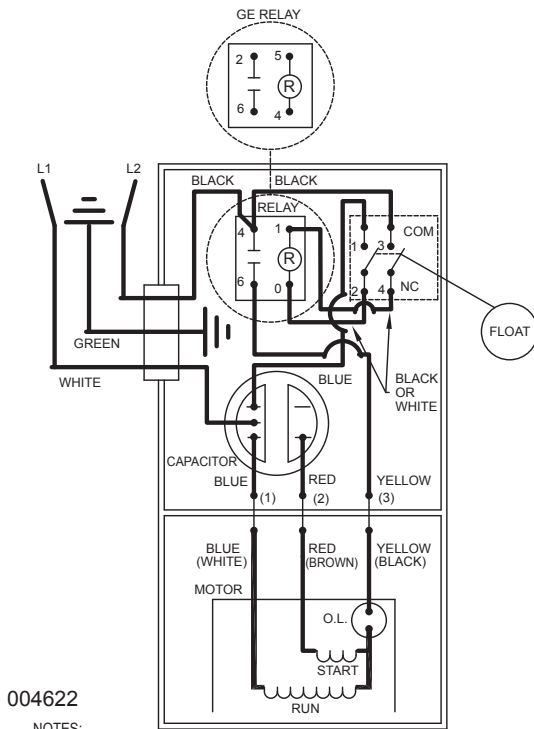 GE RELAY
2 5
R
6 4
L1 L2
BLACK BLACK
RELAY
4 1
R
6 0
COM
1 3
2 4
NC
FLOAT
GREEN
WHITE
BLUE
BLACK
OR
WHITE
CAPACITOR
BLUE RED YELLOW
(1) (2) (3)
BLUE RED YELLOW
(WHITE) (BROWN) (BLACK)
MOTOR
O.L.
START
RUN
004622
NOTES: